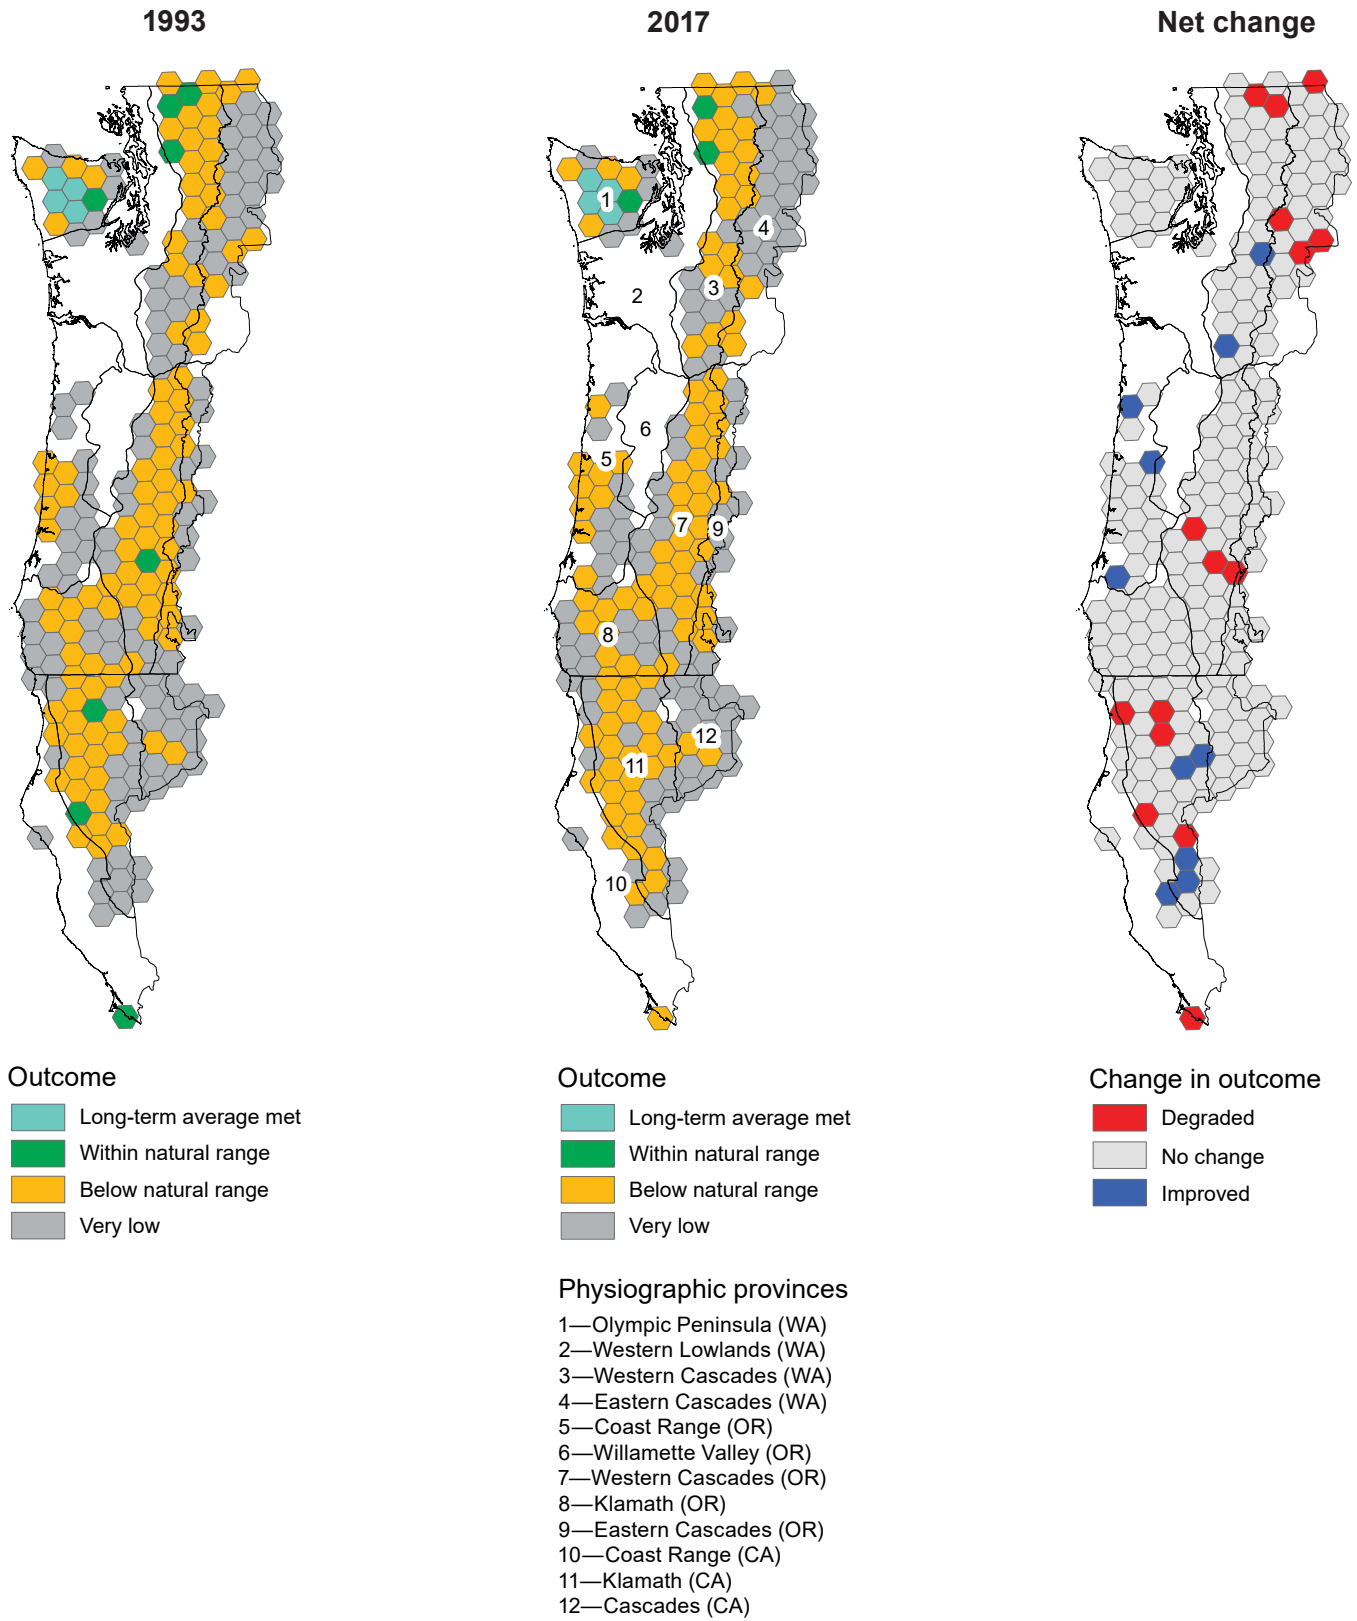 1993
2017
Net change
1
4
3
2
6
5
7
9
8
12
11
10
Outcome
Long-term average met
Within natural range
Below natural range
Very low
Outcome
Long-term average met
Within natural range
Below natural range
Very low
Change in outcome
Degraded
No change
Improved
Physiographic provinces
1—Olympic Peninsula (WA)
2—Western Lowlands (WA)
3—Western Cascades (WA)
4—Eastern Cascades (WA)
5—Coast Range (OR)
6—Willamette Valley (OR)
7—Western Cascades (OR)
8—Klamath (OR)
9—Eastern Cascades (OR)
10—Coast Range (CA)
11—Klamath (CA)
12—Cascades (CA)